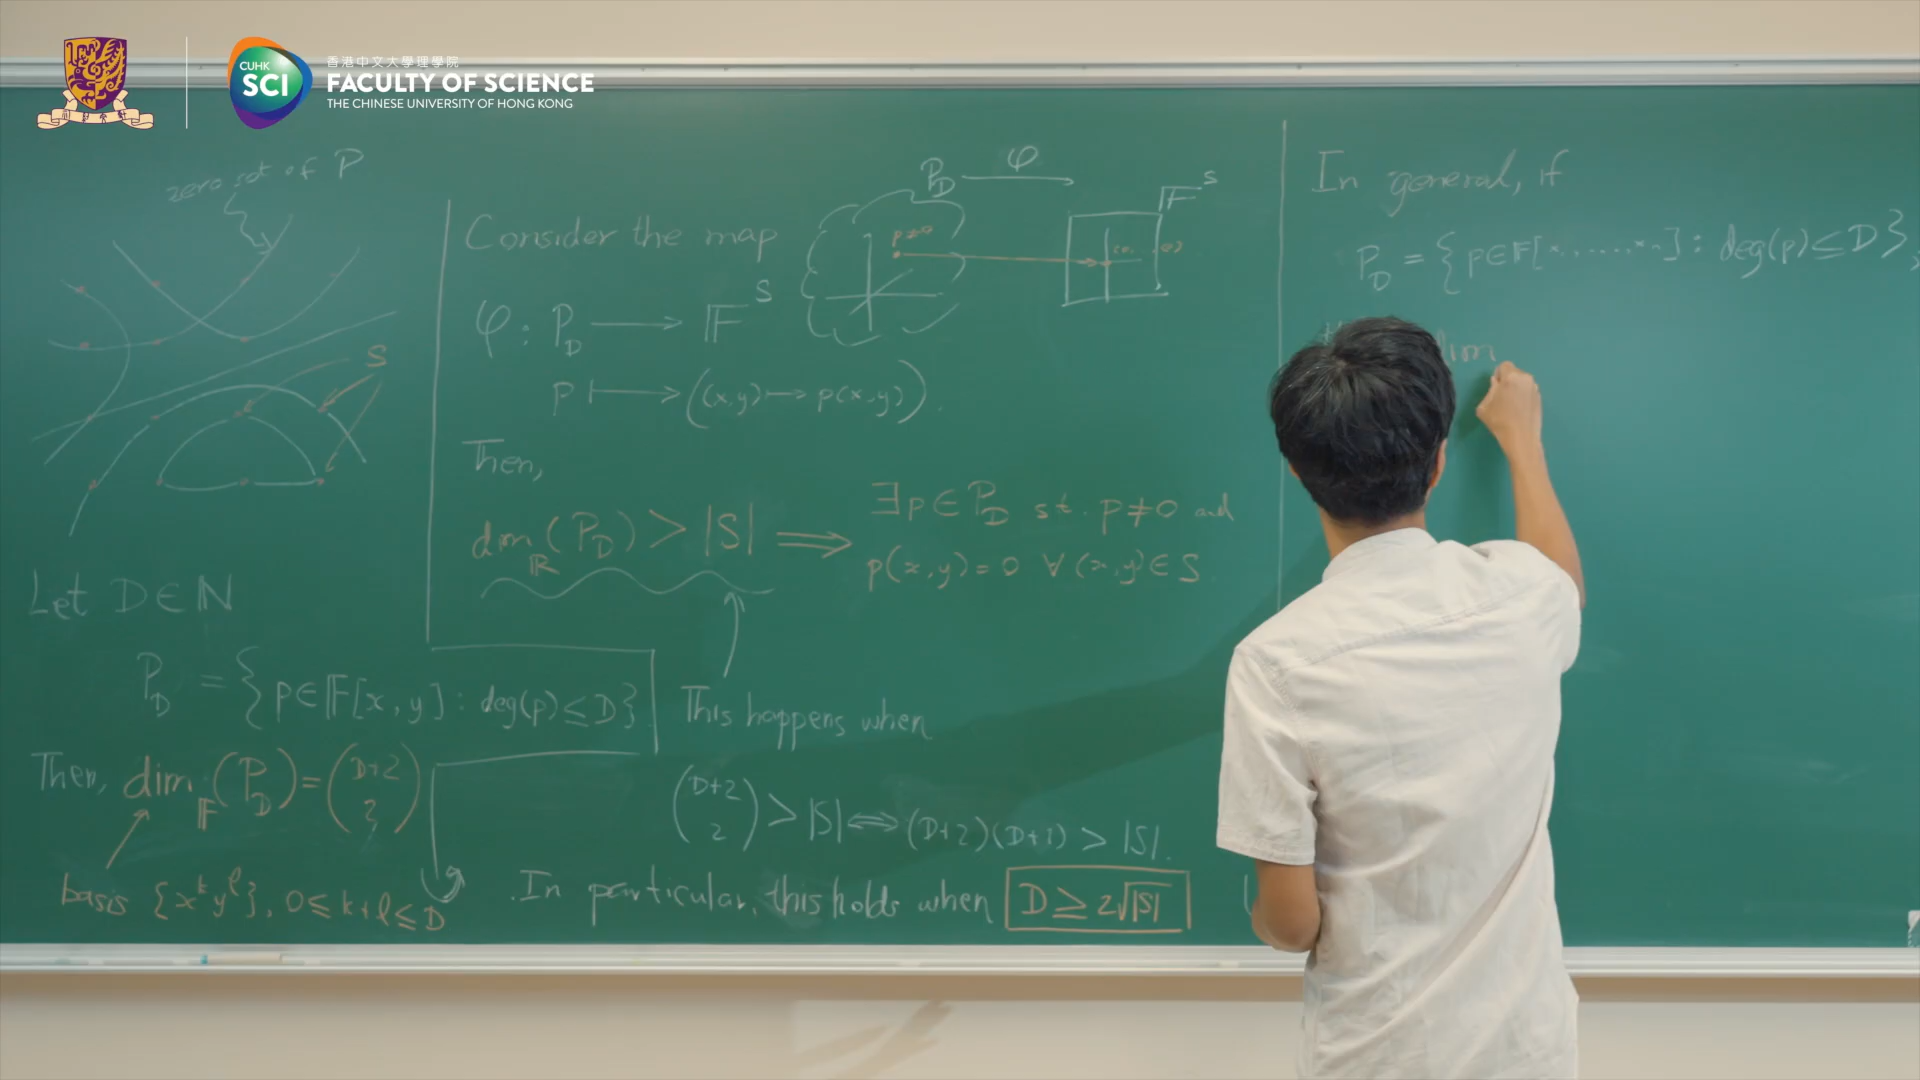 CUHK
SCI
香港中文大學理學院
FACULTY OF SCIENCE
THE CHINESE UNIVERSITY OF HONG KONG
zero set of P
S
Let D ∈ ℕ
P_D = {p ∈ 𝔽[x, y] : deg(p) ≤ D}
Then, dim_𝔽 (P_D) = (D+2 2)
basis {x^k y^ℓ}, 0 ≤ k + ℓ ≤ D
Consider the map
P_D φ 𝔽^S
p≠0
φ : P_D → 𝔽^S
p ↦ ((x,y) ↦ p(x,y)).
Then,
dim_ℝ (P_D) > |S| ⟹ ∃ p ∈ P_D st. p ≠ 0 and
p(x,y) = 0 ∀ (x,y) ∈ S
This happens when
(D+2 2) > |S| ⟺ (D+2)(D+1) > |S|.
In particular, this holds when D ≥ 2√|S|
In general, if
P_D = {p ∈ 𝔽[x, ....., x_n] : deg(p) ≤ D},
dim